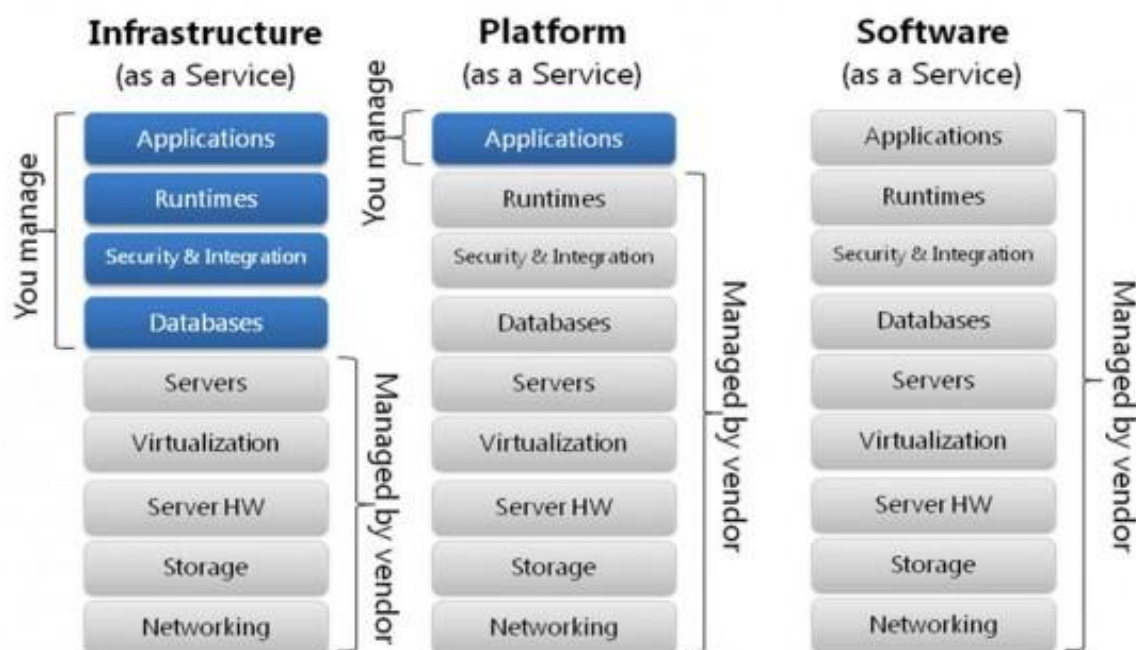 Infrastructure
(as a Service)
You manage
Applications
Runtimes
Security & Integration
Databases
Servers
Virtualization
Server HW
Storage
Networking
Managed by vendor
Platform
(as a Service)
You manage
Applications
Runtimes
Security & Integration
Databases
Servers
Virtualization
Server HW
Storage
Networking
Managed by vendor
Software
(as a Service)
Applications
Runtimes
Security & Integration
Databases
Servers
Virtualization
Server HW
Storage
Networking
Managed by vendor